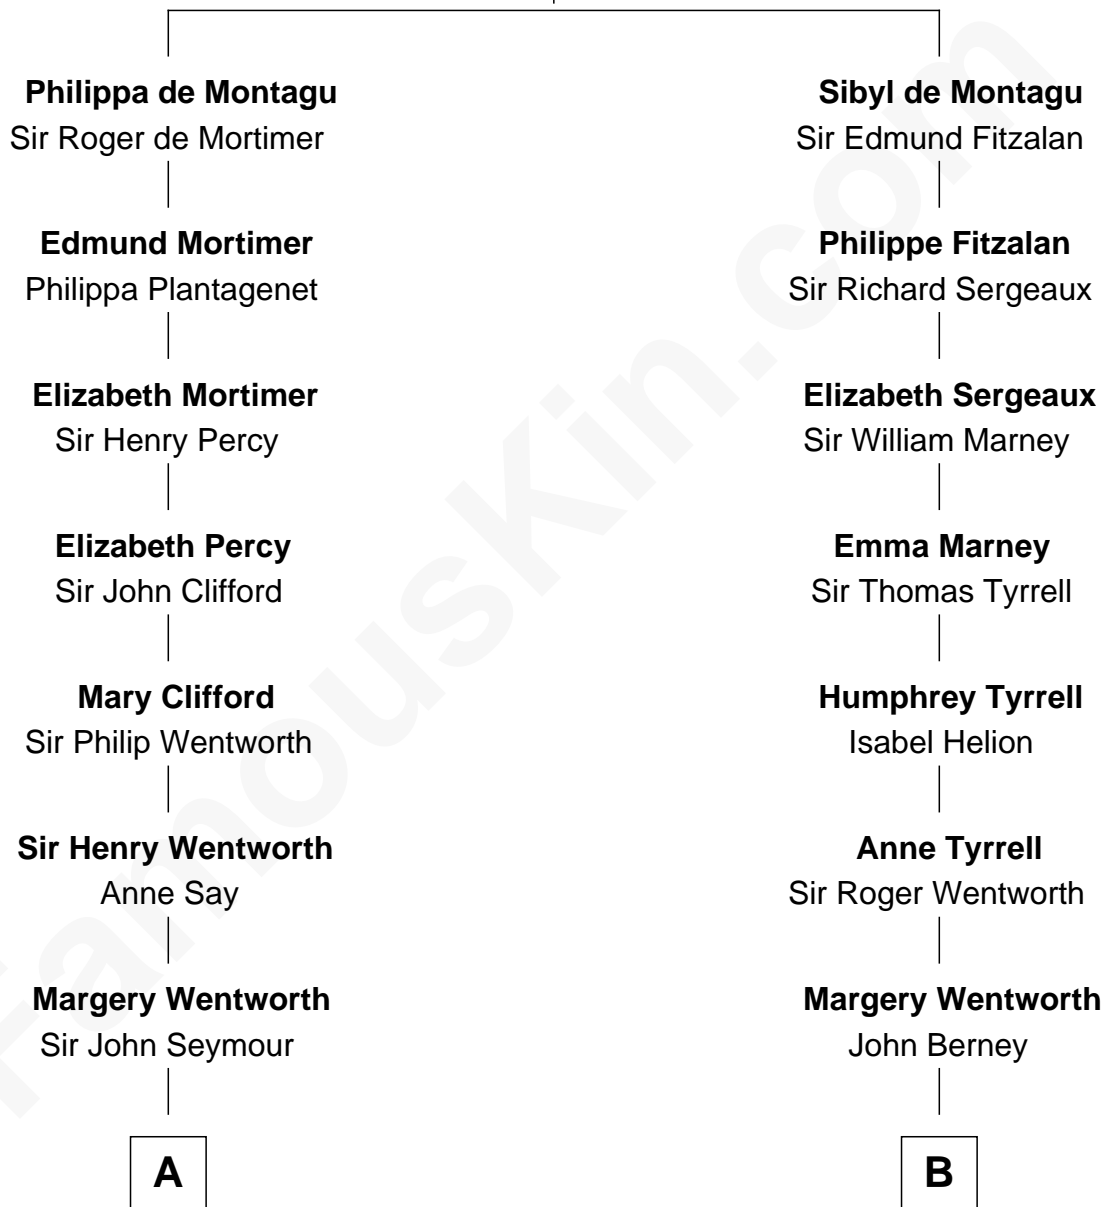 Philippa de Montagu
Sir Roger de Mortimer
Edmund Mortimer
Philippa Plantagenet
Elizabeth Mortimer
Sir Henry Percy
Elizabeth Percy
Sir John Clifford
Mary Clifford
Sir Philip Wentworth
Sir Henry Wentworth
Anne Say
Margery Wentworth
Sir John Seymour
A
Sibyl de Montagu
Sir Edmund Fitzalan
Philippe Fitzalan
Sir Richard Sergeaux
Elizabeth Sergeaux
Sir William Marney
Emma Marney
Sir Thomas Tyrrell
Humphrey Tyrrell
Isabel Helion
Anne Tyrrell
Sir Roger Wentworth
Margery Wentworth
John Berney
B
FamousKin.com